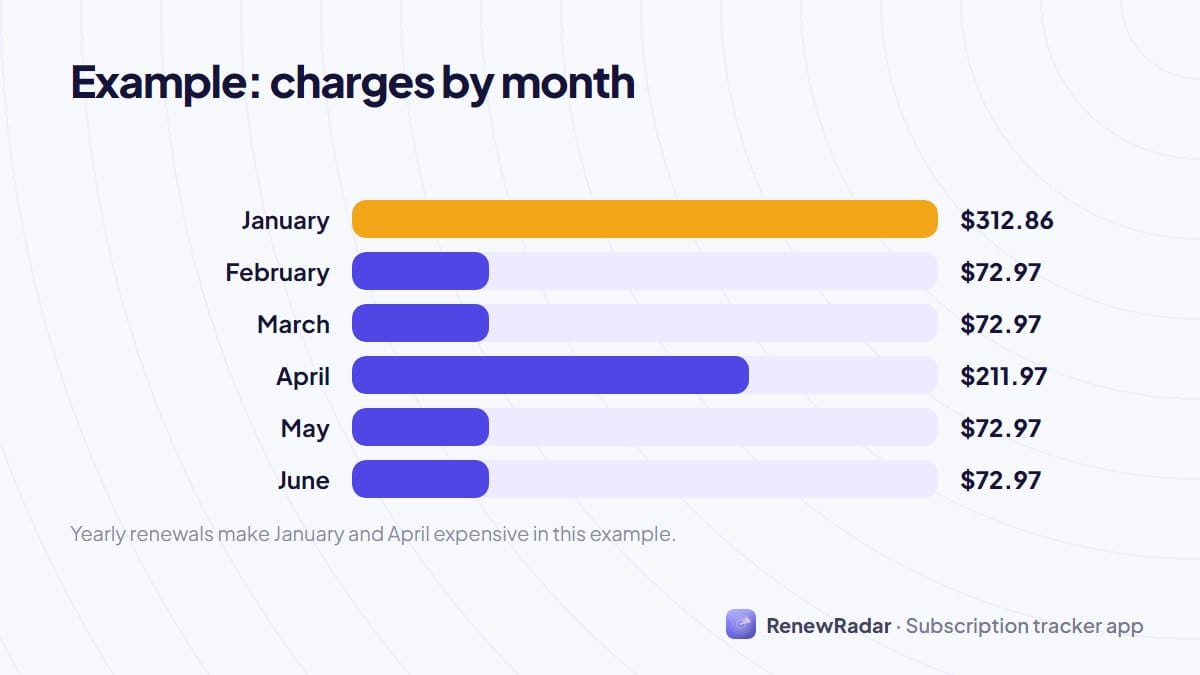 Example: charges by month
January $312.86
February $72.97
March $72.97
April $211.97
May $72.97
June $72.97
Yearly renewals make January and April expensive in this example.
RenewRadar · Subscription tracker app